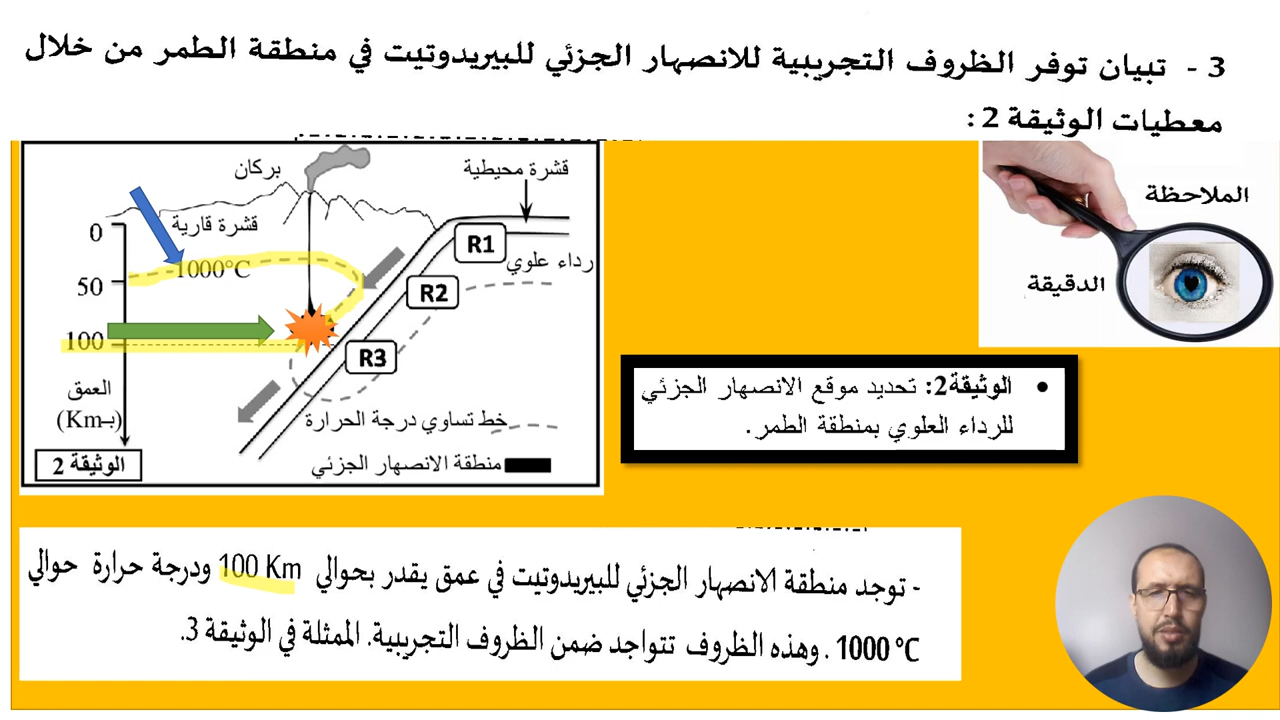 3 - تبيان توفر الظروف التجريبية للانصهار الجزئي للبيريدوتيت في منطقة الطمر من خلال
معطيات الوثيقة 2 :
بركان
قشرة محيطية
قشرة قارية
0
R1
رداء علوي
1000°C
50
R2
100
R3
العمق
(بـKm)
خط تساوي درجة الحرارة
منطقة الانصهار الجزئي
الوثيقة 2
الملاحظة
الدقيقة
• الوثيقة2: تحديد موقع الانصهار الجزئي
للرداء العلوي بمنطقة الطمر.
- توجد منطقة الانصهار الجزئي للبيريدوتيت في عمق يقدر بحوالي 100 Km ودرجة حرارة حوالي
1000 °C . وهذه الظروف تتواجد ضمن الظروف التجريبية. الممثلة في الوثيقة 3.